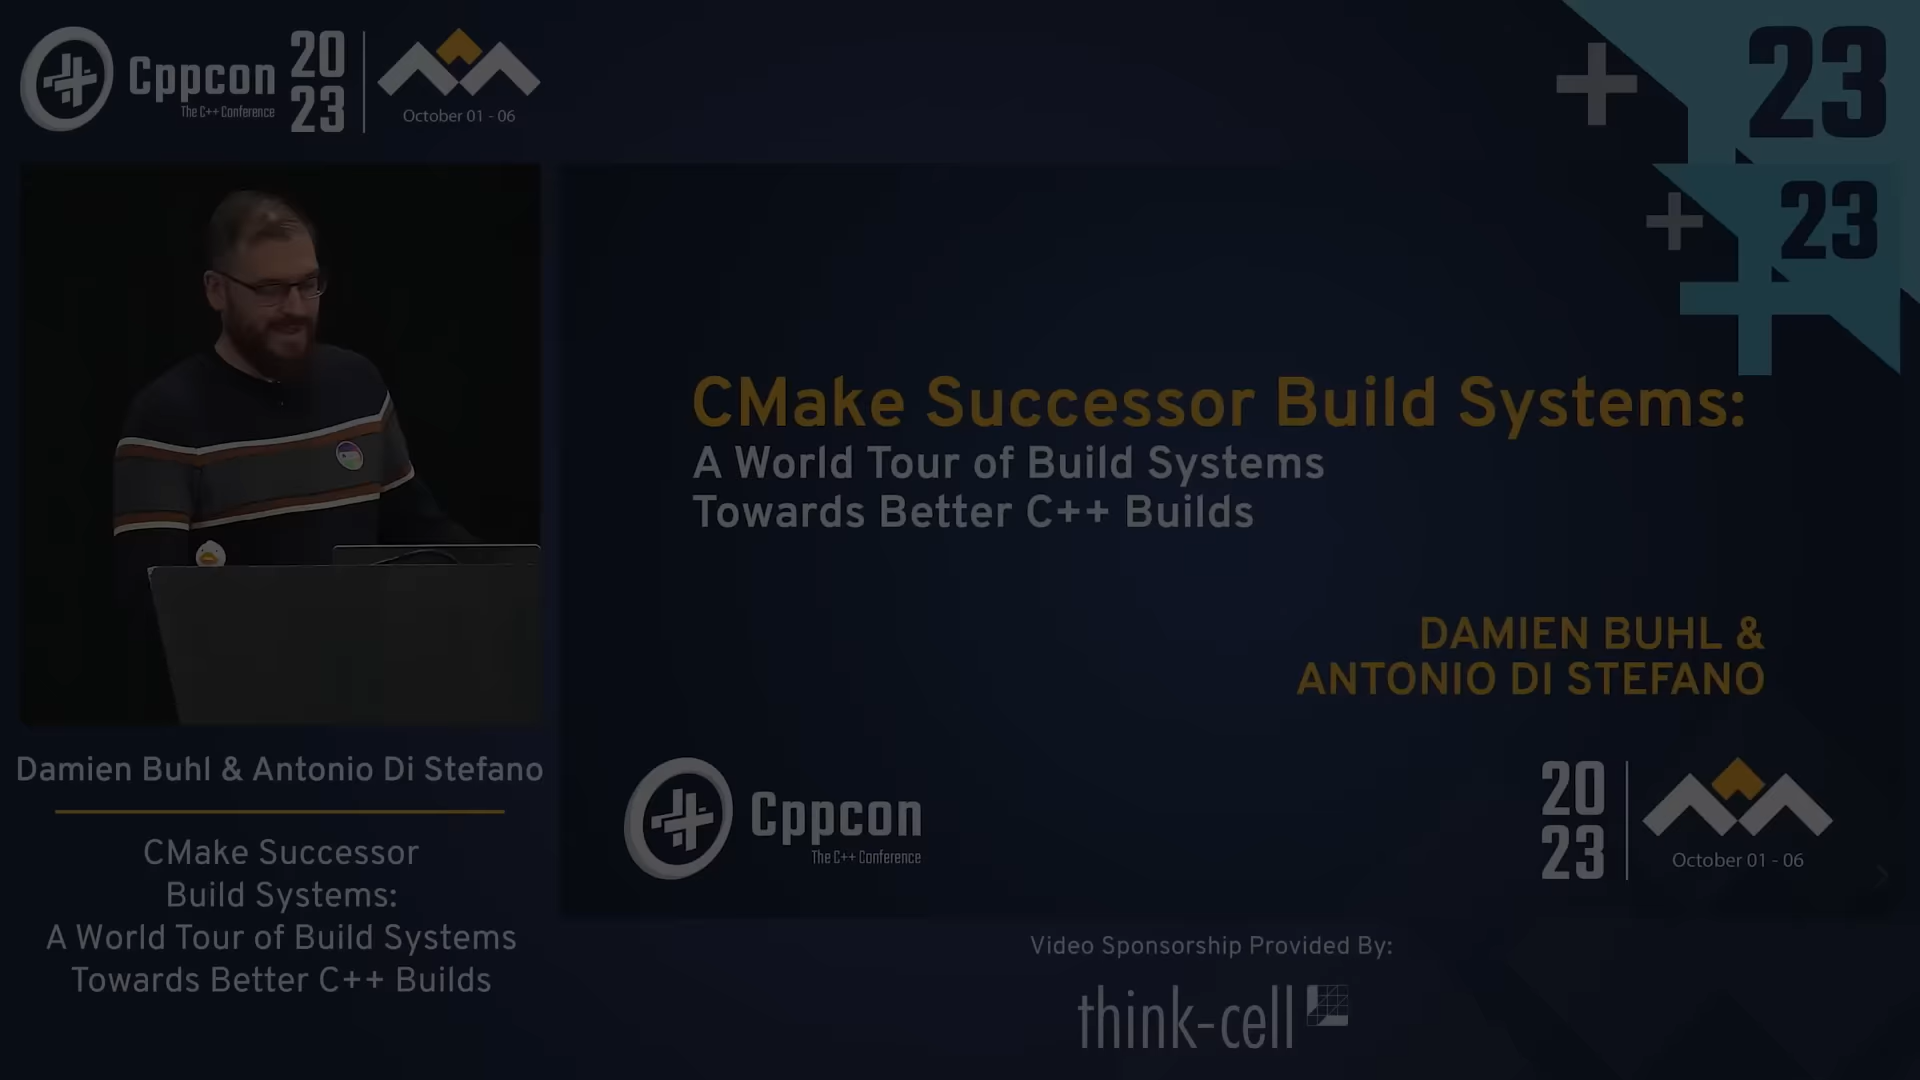 Cppcon
The C++ Conference
20
23
October 01 - 06
23
23
CMake Successor Build Systems:
A World Tour of Build Systems
Towards Better C++ Builds
DAMIEN BUHL &
ANTONIO DI STEFANO
Cppcon
The C++ Conference
20
23
October 01 - 06
Damien Buhl & Antonio Di Stefano
CMake Successor
Build Systems:
A World Tour of Build Systems
Towards Better C++ Builds
Video Sponsorship Provided By:
think-cell